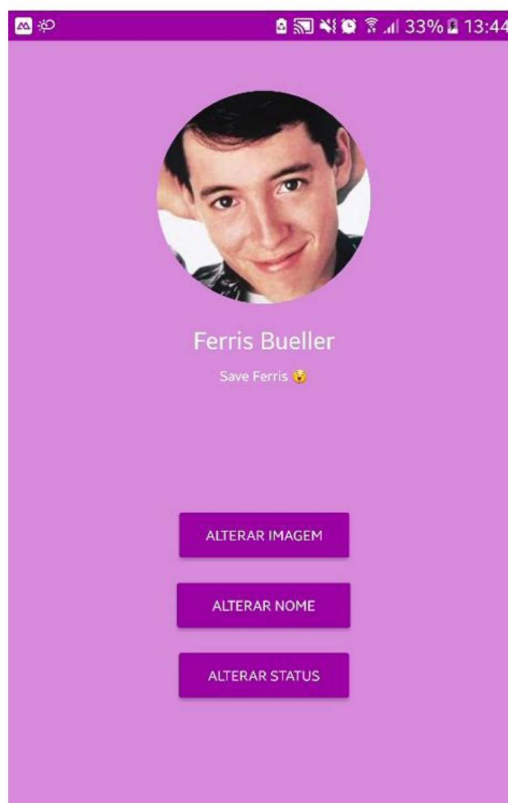 33% 13:44
Ferris Bueller
Save Ferris 😲
ALTERAR IMAGEM
ALTERAR NOME
ALTERAR STATUS